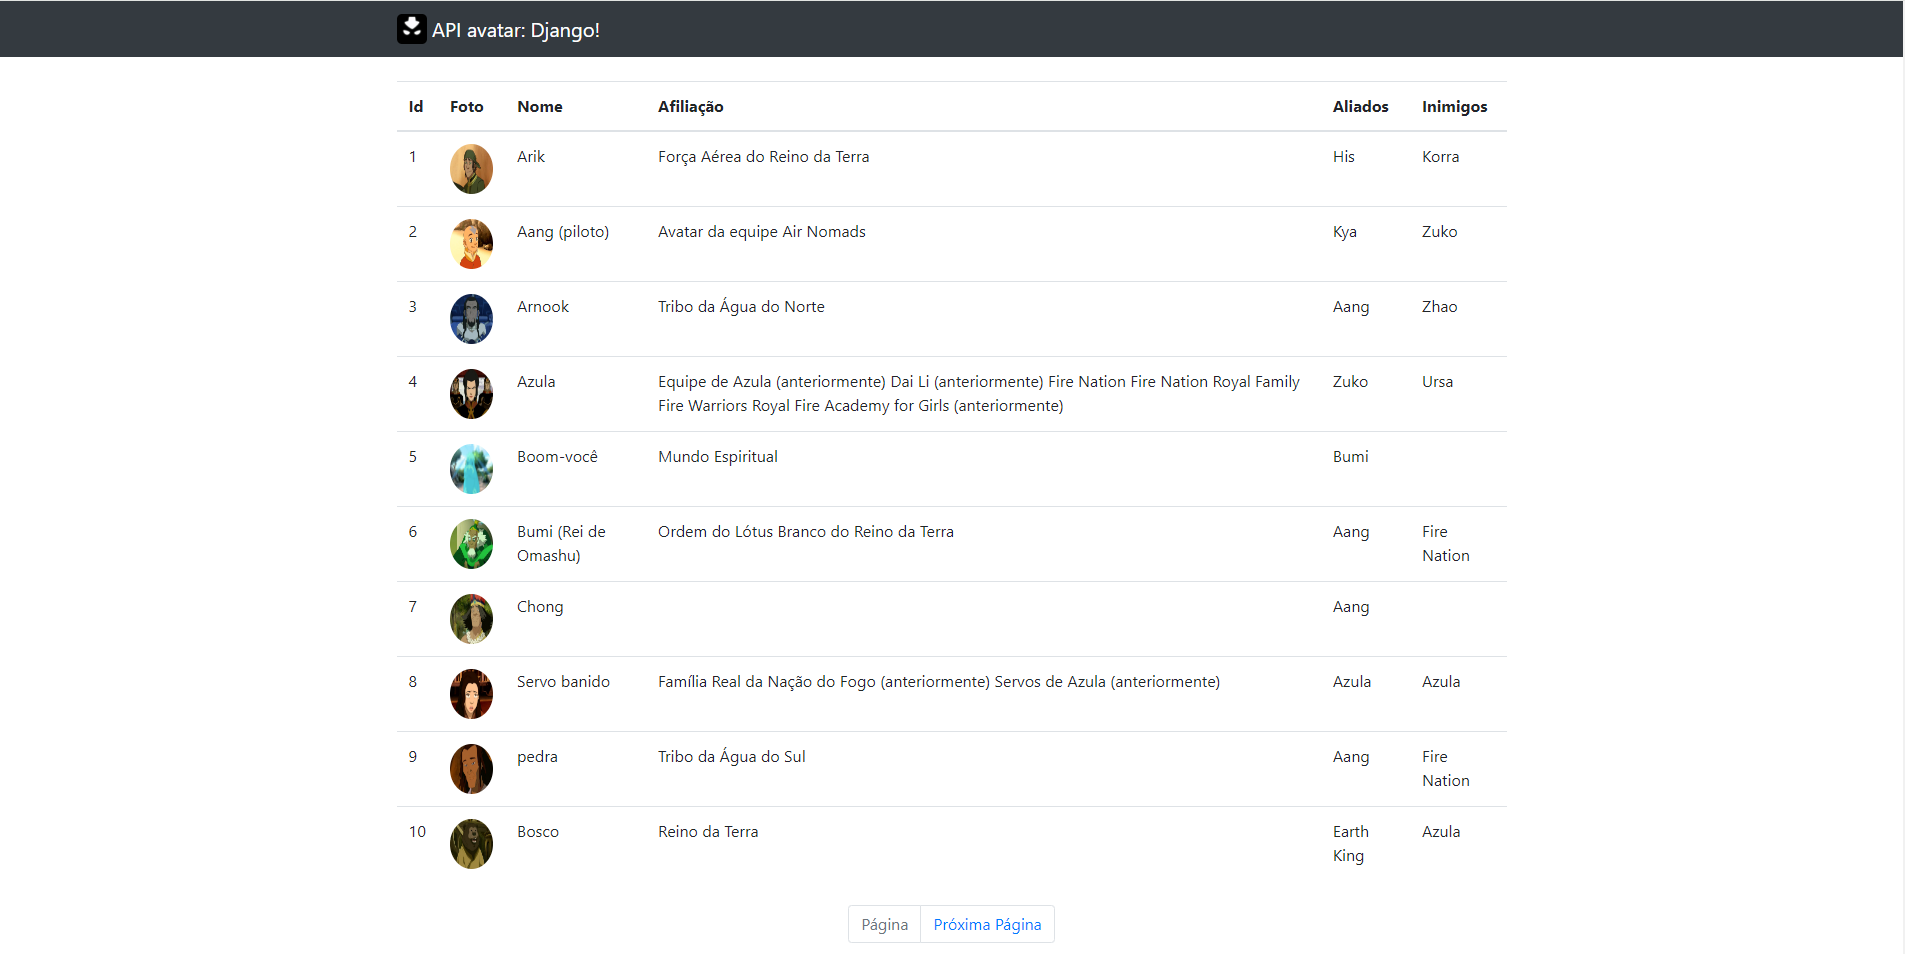 API avatar: Django!
Id Foto Nome Afiliação Aliados Inimigos
1 Arik Força Aérea do Reino da Terra His Korra
2 Aang (piloto) Avatar da equipe Air Nomads Kya Zuko
3 Arnook Tribo da Água do Norte Aang Zhao
4 Azula Equipe de Azula (anteriormente) Dai Li (anteriormente) Fire Nation Fire Nation Royal Family Zuko Ursa
Fire Warriors Royal Fire Academy for Girls (anteriormente)
5 Boom-você Mundo Espiritual Bumi
6 Bumi (Rei de Ordem do Lótus Branco do Reino da Terra Aang Fire
Omashu) Nation
7 Chong Aang
8 Servo banido Família Real da Nação do Fogo (anteriormente) Servos de Azula (anteriormente) Azula Azula
9 pedra Tribo da Água do Sul Aang Fire
Nation
10 Bosco Reino da Terra Earth Azula
King
Página Próxima Página